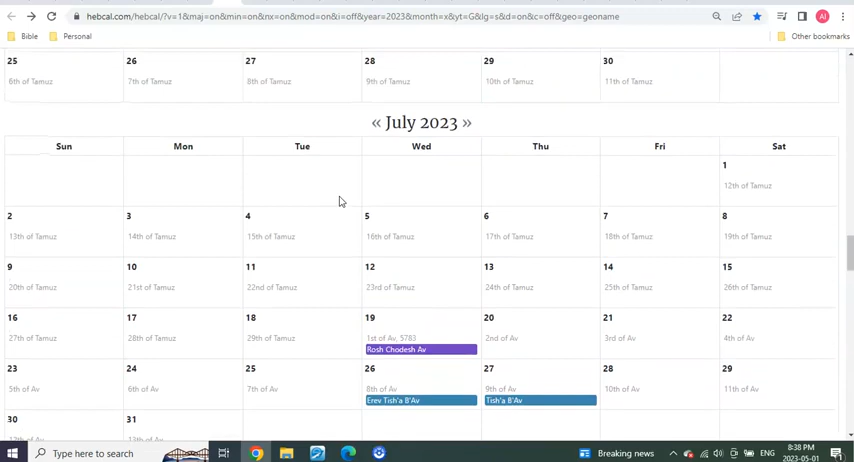 hebcal.com/hebcal/?v=1&maj=on&min=on&nx=on&mod=on&i=off&year=2023&month=x&yt=G&lg=s&d=on&c=off&geo=geoname
AI
Bible Personal Other bookmarks
25 26 27 28 29 30
6th of Tamuz 7th of Tamuz 8th of Tamuz 9th of Tamuz 10th of Tamuz 11th of Tamuz
« July 2023 »
Sun Mon Tue Wed Thu Fri Sat
1
12th of Tamuz
2 3 4 5 6 7 8
13th of Tamuz 14th of Tamuz 15th of Tamuz 16th of Tamuz 17th of Tamuz 18th of Tamuz 19th of Tamuz
9 10 11 12 13 14 15
20th of Tamuz 21st of Tamuz 22nd of Tamuz 23rd of Tamuz 24th of Tamuz 25th of Tamuz 26th of Tamuz
16 17 18 19 20 21 22
27th of Tamuz 28th of Tamuz 29th of Tamuz 1st of Av, 5783 2nd of Av 3rd of Av 4th of Av
Rosh Chodesh Av
23 24 25 26 27 28 29
5th of Av 6th of Av 7th of Av 8th of Av 9th of Av 10th of Av 11th of Av
Erev Tish'a B'Av Tish'a B'Av
30 31
12th of Av 13th of Av
Type here to search Breaking news ENG 8:38 PM
2023-05-01